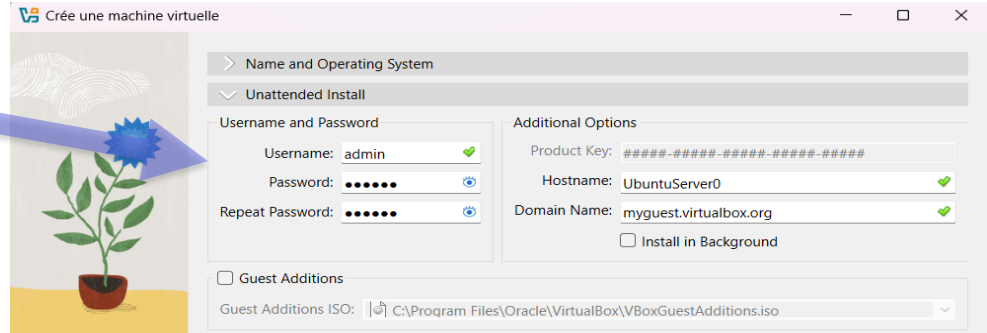 Crée une machine virtuelle
Name and Operating System
Unattended Install
Username and Password
Username: admin
Password: ●●●●●●
Repeat Password: ●●●●●●
Additional Options
Product Key: #####-#####-#####-#####-#####
Hostname: UbuntuServer0
Domain Name: myguest.virtualbox.org
Install in Background
Guest Additions
Guest Additions ISO: C:\Program Files\Oracle\VirtualBox\VBoxGuestAdditions.iso